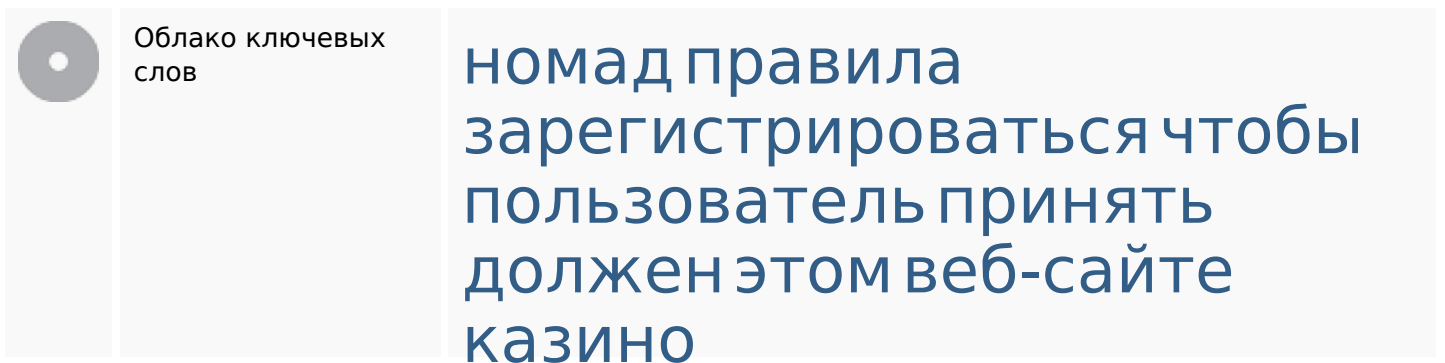 Облако ключевых
слов
номад правила
зарегистрироваться чтобы
пользователь принять
должен этом веб-сайте
казино